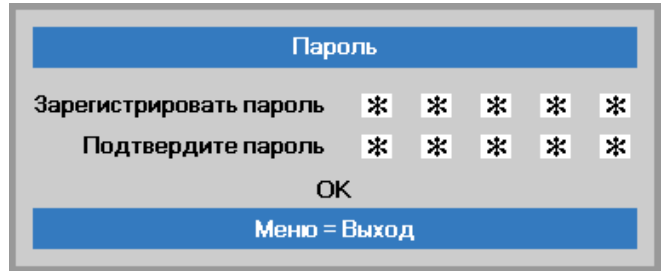 Пароль
Зарегистрировать пароль * * * * *
Подтвердите пароль * * * * *
OK
Меню = Выход